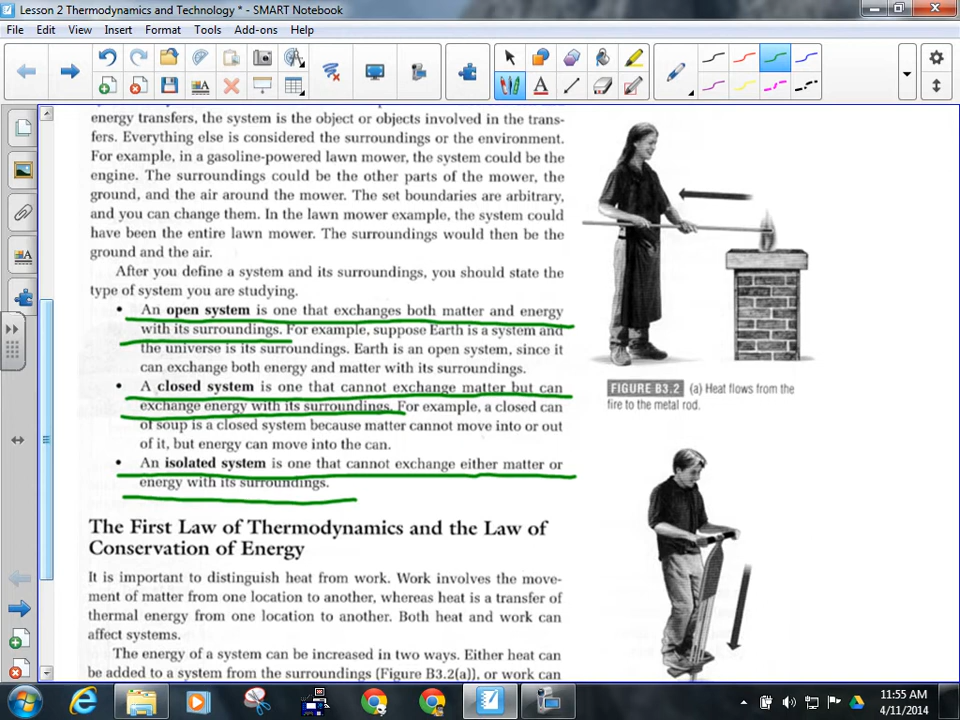 Lesson 2 Thermodynamics and Technology * - SMART Notebook
File Edit View Insert Format Tools Add-ons Help
energy transfers, the system is the object or objects involved in the trans-
fers. Everything else is considered the surroundings or the environment.
For example, in a gasoline-powered lawn mower, the system could be the
engine. The surroundings could be the other parts of the mower, the
ground, and the air around the mower. The set boundaries are arbitrary,
and you can change them. In the lawn mower example, the system could
have been the entire lawn mower. The surroundings would then be the
ground and the air.
After you define a system and its surroundings, you should state the
type of system you are studying.
• An open system is one that exchanges both matter and energy
with its surroundings. For example, suppose Earth is a system and
the universe is its surroundings. Earth is an open system, since it
can exchange both energy and matter with its surroundings.
• A closed system is one that cannot exchange matter but can
exchange energy with its surroundings. For example, a closed can
of soup is a closed system because matter cannot move into or out
of it, but energy can move into the can.
• An isolated system is one that cannot exchange either matter or
energy with its surroundings.
The First Law of Thermodynamics and the Law of
Conservation of Energy
It is important to distinguish heat from work. Work involves the move-
ment of matter from one location to another, whereas heat is a transfer of
thermal energy from one location to another. Both heat and work can
affect systems.
The energy of a system can be increased in two ways. Either heat can
be added to a system from the surroundings (Figure B3.2(a)), or work can
FIGURE B3.2 (a) Heat flows from the
fire to the metal rod.
11:55 AM
4/11/2014